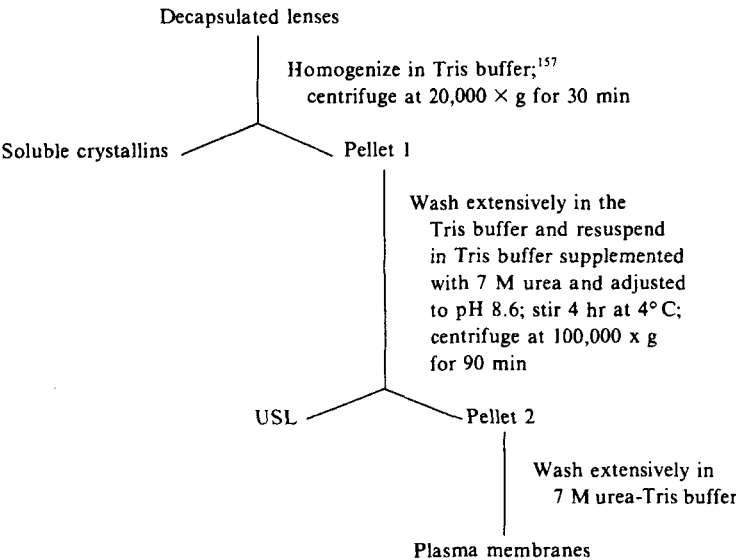 Decapsulated lenses
Homogenize in Tris buffer;157
centrifuge at 20,000 × g for 30 min
Soluble crystallins
Pellet 1
Wash extensively in the
Tris buffer and resuspend
in Tris buffer supplemented
with 7 M urea and adjusted
to pH 8.6; stir 4 hr at 4° C;
centrifuge at 100,000 x g
for 90 min
USL
Pellet 2
Wash extensively in
7 M urea-Tris buffer
Plasma membranes